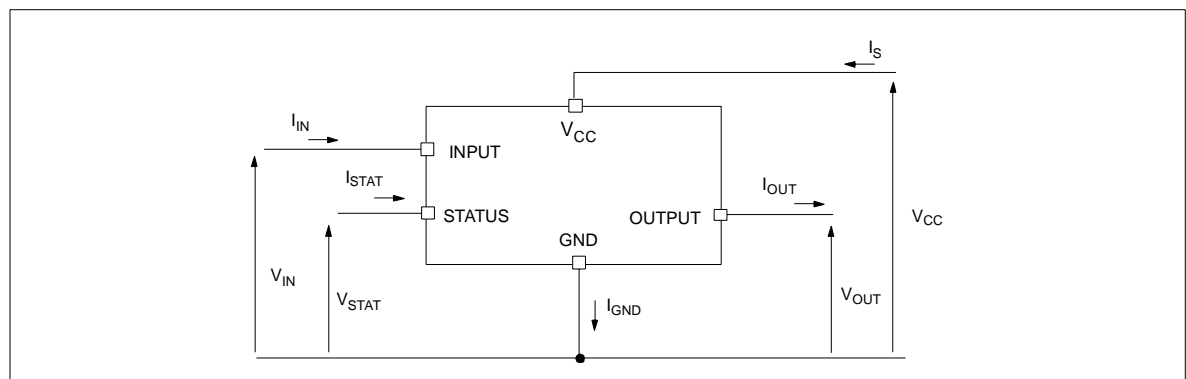 I_S
V_CC
I_IN
INPUT
I_STAT
STATUS
I_OUT
OUTPUT
V_CC
GND
V_IN
V_STAT
I_GND
V_OUT